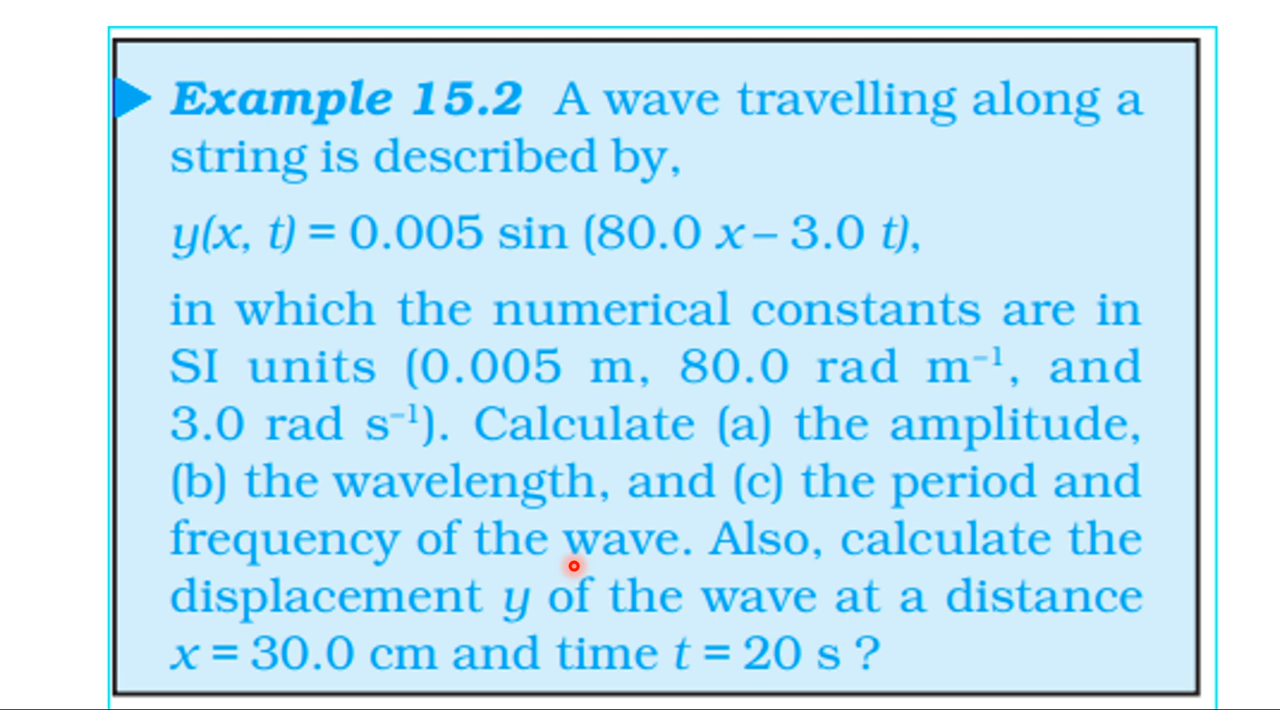 Example 15.2 A wave travelling along a
string is described by,
y(x, t) = 0.005 sin (80.0 x – 3.0 t),
in which the numerical constants are in
SI units (0.005 m, 80.0 rad m⁻¹, and
3.0 rad s⁻¹). Calculate (a) the amplitude,
(b) the wavelength, and (c) the period and
frequency of the wave. Also, calculate the
displacement y of the wave at a distance
x = 30.0 cm and time t = 20 s ?